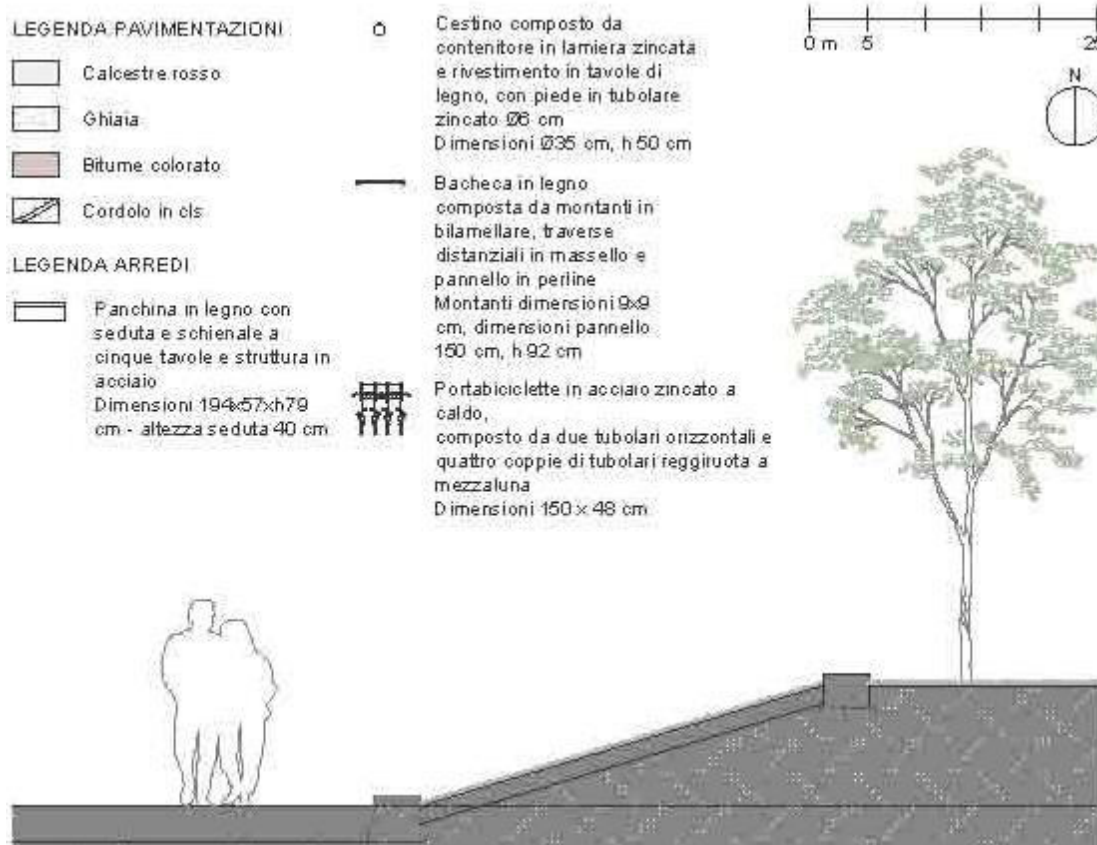 LEGENDA PAVIMENTAZIONI
Calcestre rosso
Ghiaia
Bitume colorato
Cordolo in cls
LEGENDA ARREDI
Panchina in legno con
seduta e schienale a
cinque tavole e struttura in
acciaio
Dimensioni 194x57xh79
cm - altezza seduta 40 cm
Cestino composto da
contenitore in lamiera zincata
e rivestimento in tavole di
legno, con piede in tubolare
zincato Ø6 cm
Dimensioni Ø35 cm, h 50 cm
Bacheca in legno
composta da montanti in
bilamellare, traverse
distanziali in massello e
pannello in perline
Montanti dimensioni 9x9
cm, dimensioni pannello
150 cm, h 92 cm
Portabiciclette in acciaio zincato a
caldo,
composto da due tubolari orizzontali e
quattro coppie di tubolari reggiruota a
mezzaluna
Dimensioni 150 x 48 cm
0 m 5 25
N